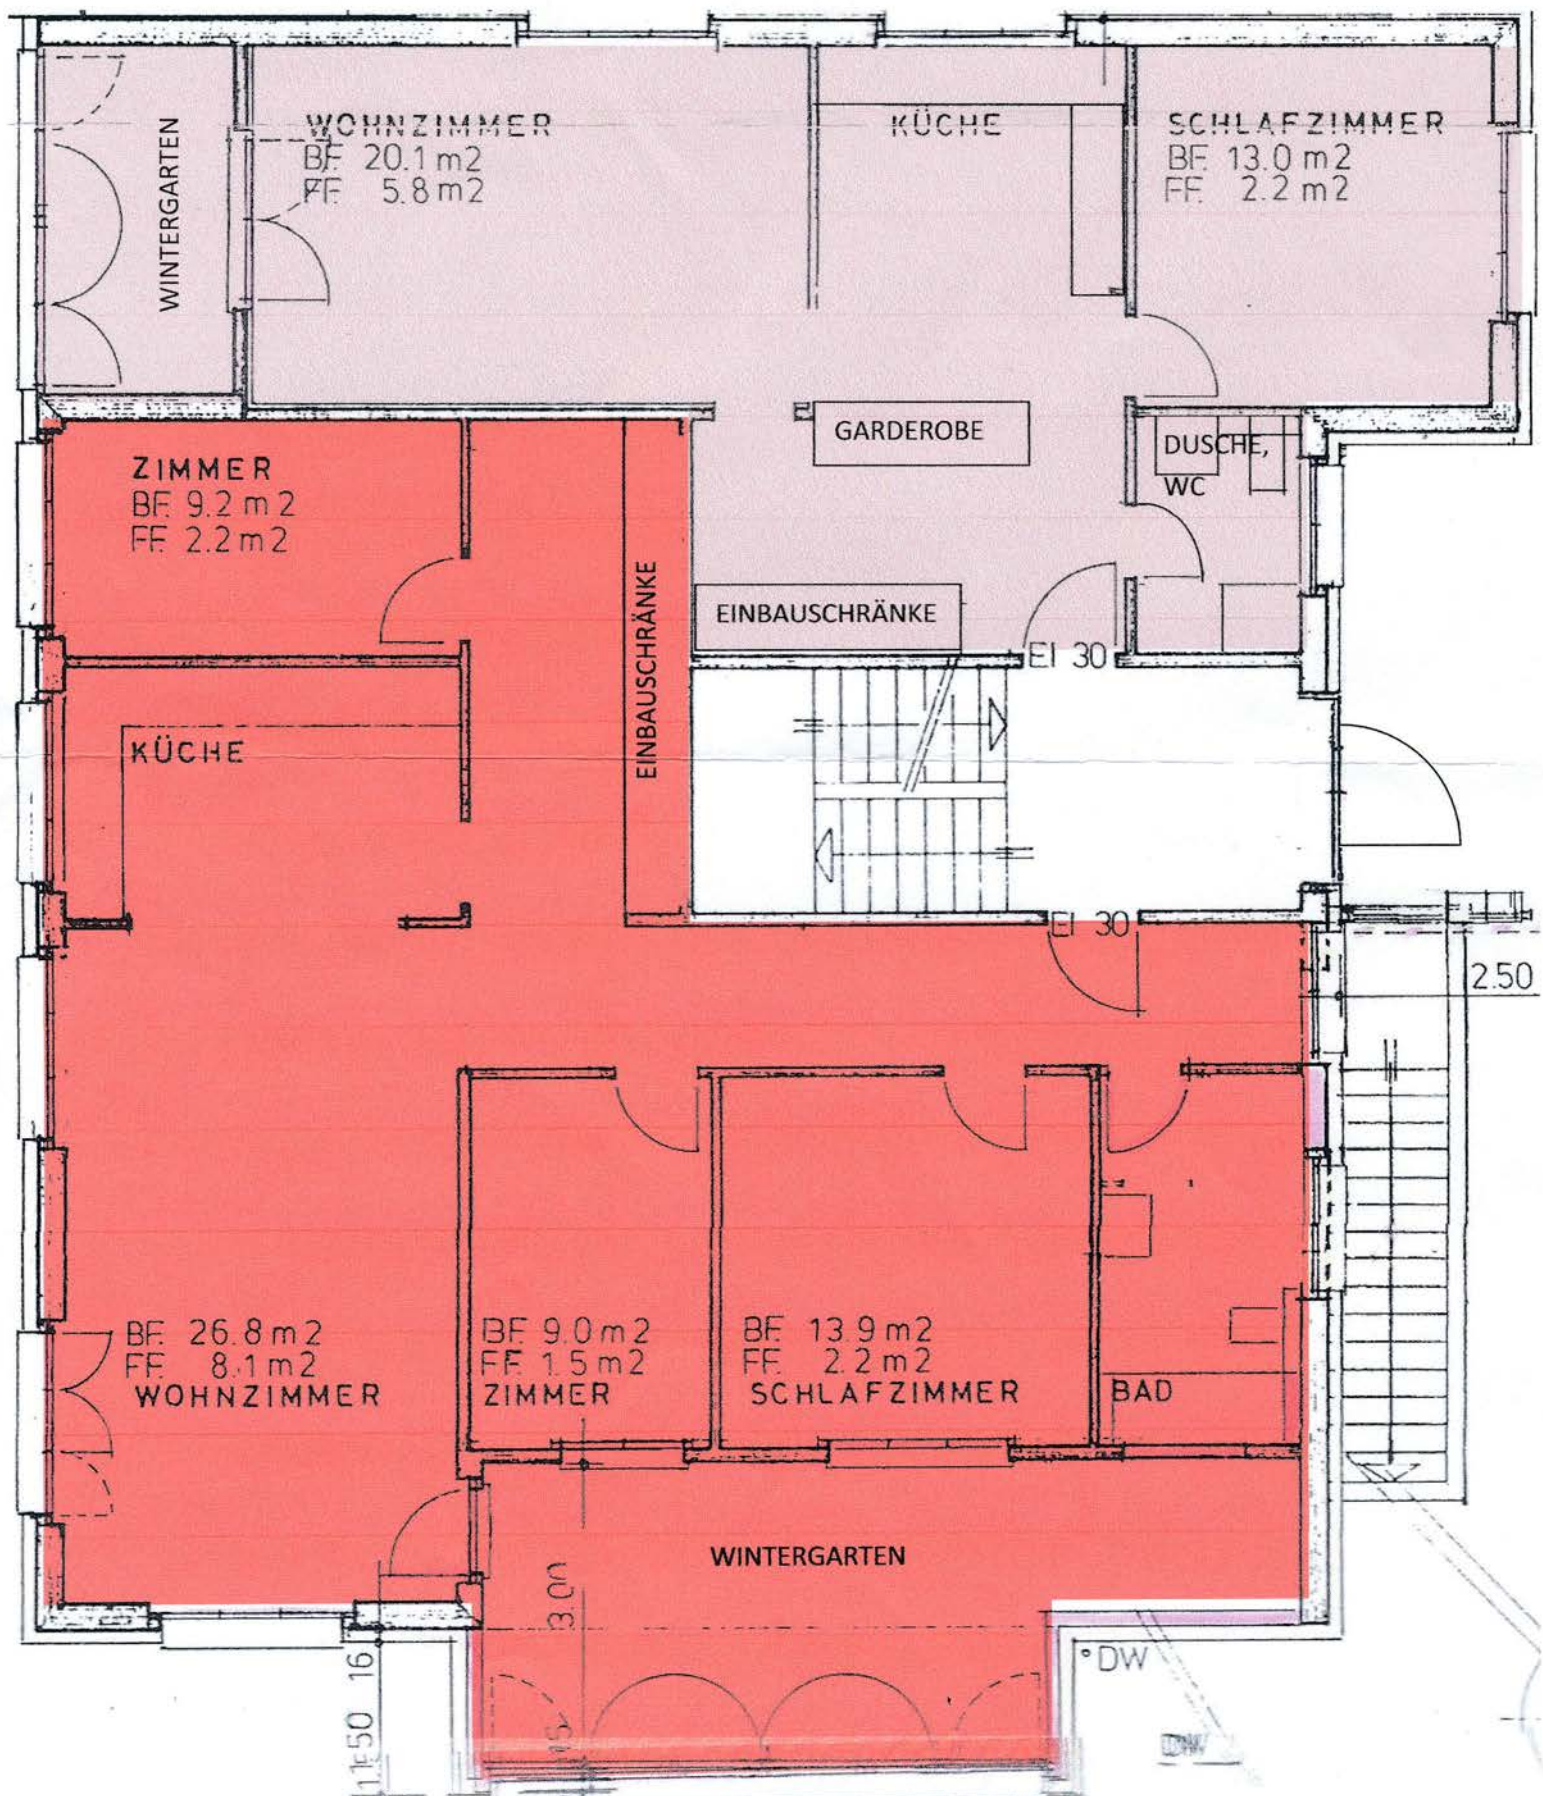 WOHNZIMMER
BF. 20.1 m2
FF. 5.8 m2
KÜCHE
SCHLAFZIMMER
BF. 13.0 m2
FF. 2.2 m2
WINTERGARTEN
GARDEROBE
DUSCHE,
WC
ZIMMER
BF. 9.2 m2
FF. 2.2 m2
EINBAUSCHRÄNKE
EINBAUSCHRÄNKE
EI 30
KÜCHE
EI 30
2.50
BF. 26.8 m2
FF. 8.1 m2
WOHNZIMMER
BF. 9.0 m2
FF. 1.5 m2
ZIMMER
BF. 13.9 m2
FF. 2.2 m2
SCHLAFZIMMER
BAD
WINTERGARTEN
3.00
16
DW
DW